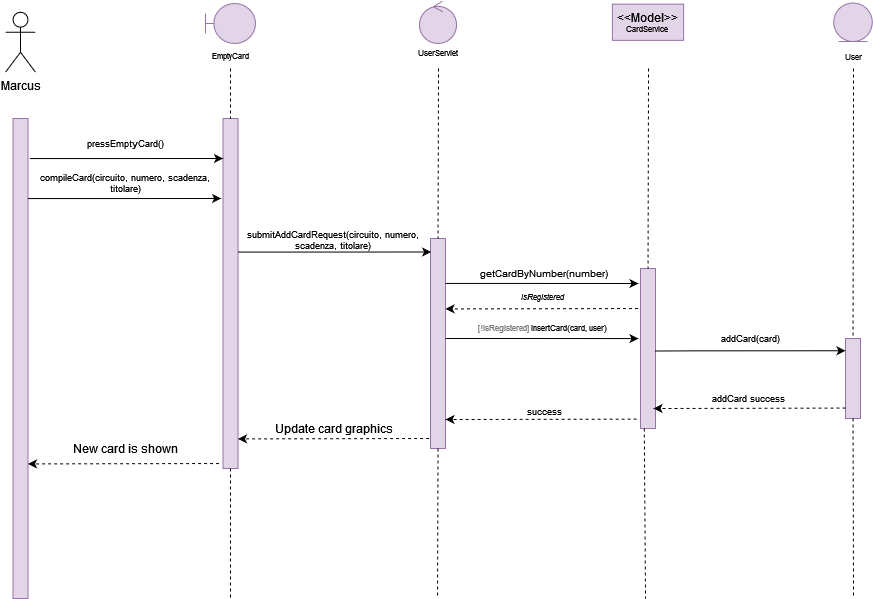 <<Model>>
CardService
EmptyCard
UserServlet
User
Marcus
pressEmptyCard()
compileCard(circuito, numero, scadenza,
titolare)
submitAddCardRequest(circuito, numero,
scadenza, titolare)
getCardByNumber(number)
IsRegistered
[!IsRegistered] insertCard(card, user)
addCard(card)
addCard success
success
Update card graphics
New card is shown